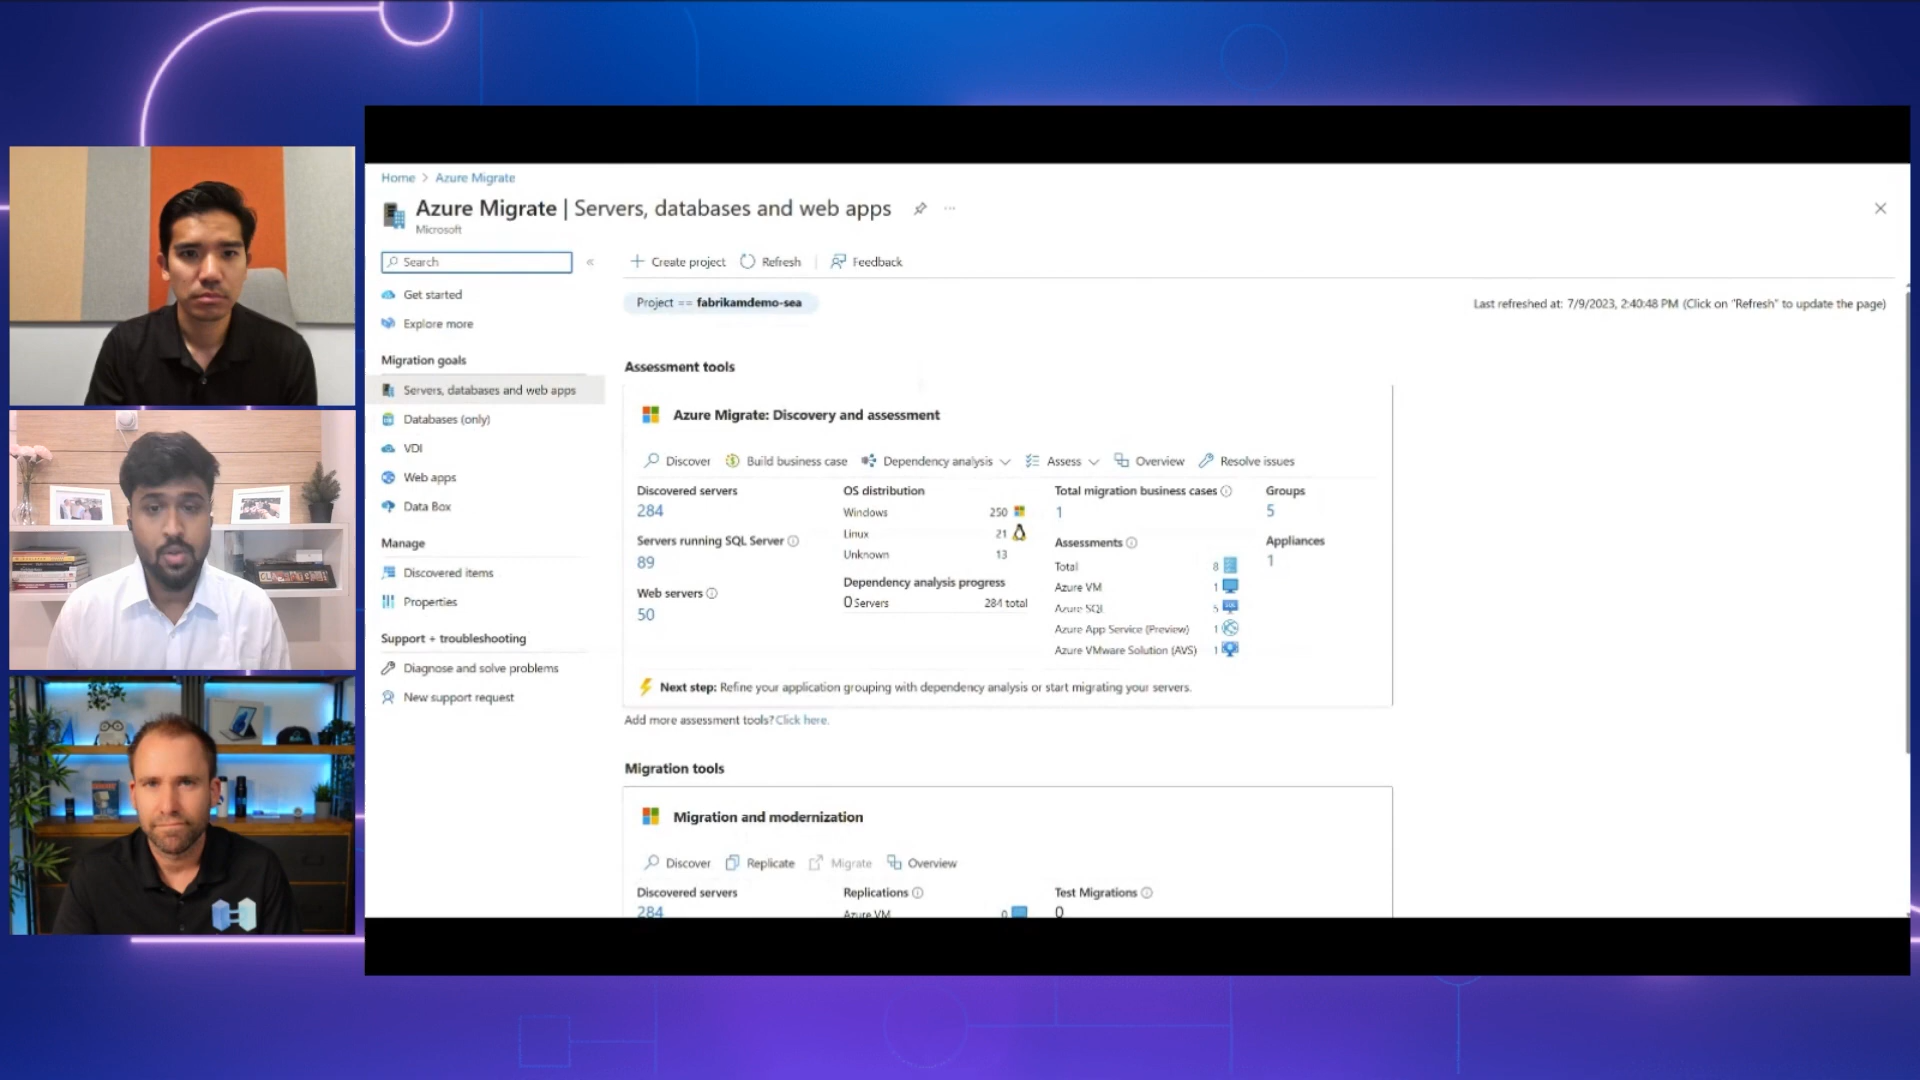 Home > Azure Migrate
Azure Migrate | Servers, databases and web apps
Microsoft
Search
Get started
Explore more
Migration goals
Servers, databases and web apps
Databases (only)
VDI
Web apps
Data Box
Manage
Discovered items
Properties
Support + troubleshooting
Diagnose and solve problems
New support request
Create project Refresh Feedback
Project == fabrikamdemo-sea
Last refreshed at: 7/9/2023, 2:40:48 PM (Click on "Refresh" to update the page)
Assessment tools
Azure Migrate: Discovery and assessment
Discover Build business case Dependency analysis Assess Overview Resolve issues
Discovered servers
284
Servers running SQL Server
89
Web servers
50
OS distribution
Windows 250
Linux 21
Unknown 13
Dependency analysis progress
0 Servers 284 total
Total migration business cases
1
Assessments
Total 8
Azure VM 1
Azure SQL 5
Azure App Service (Preview) 1
Azure VMware Solution (AVS) 1
Groups
5
Appliances
1
Next step: Refine your application grouping with dependency analysis or start migrating your servers.
Add more assessment tools? Click here.
Migration tools
Migration and modernization
Discover Replicate Migrate Overview
Discovered servers
284
Replications
Azure VM 0
Test Migrations
0